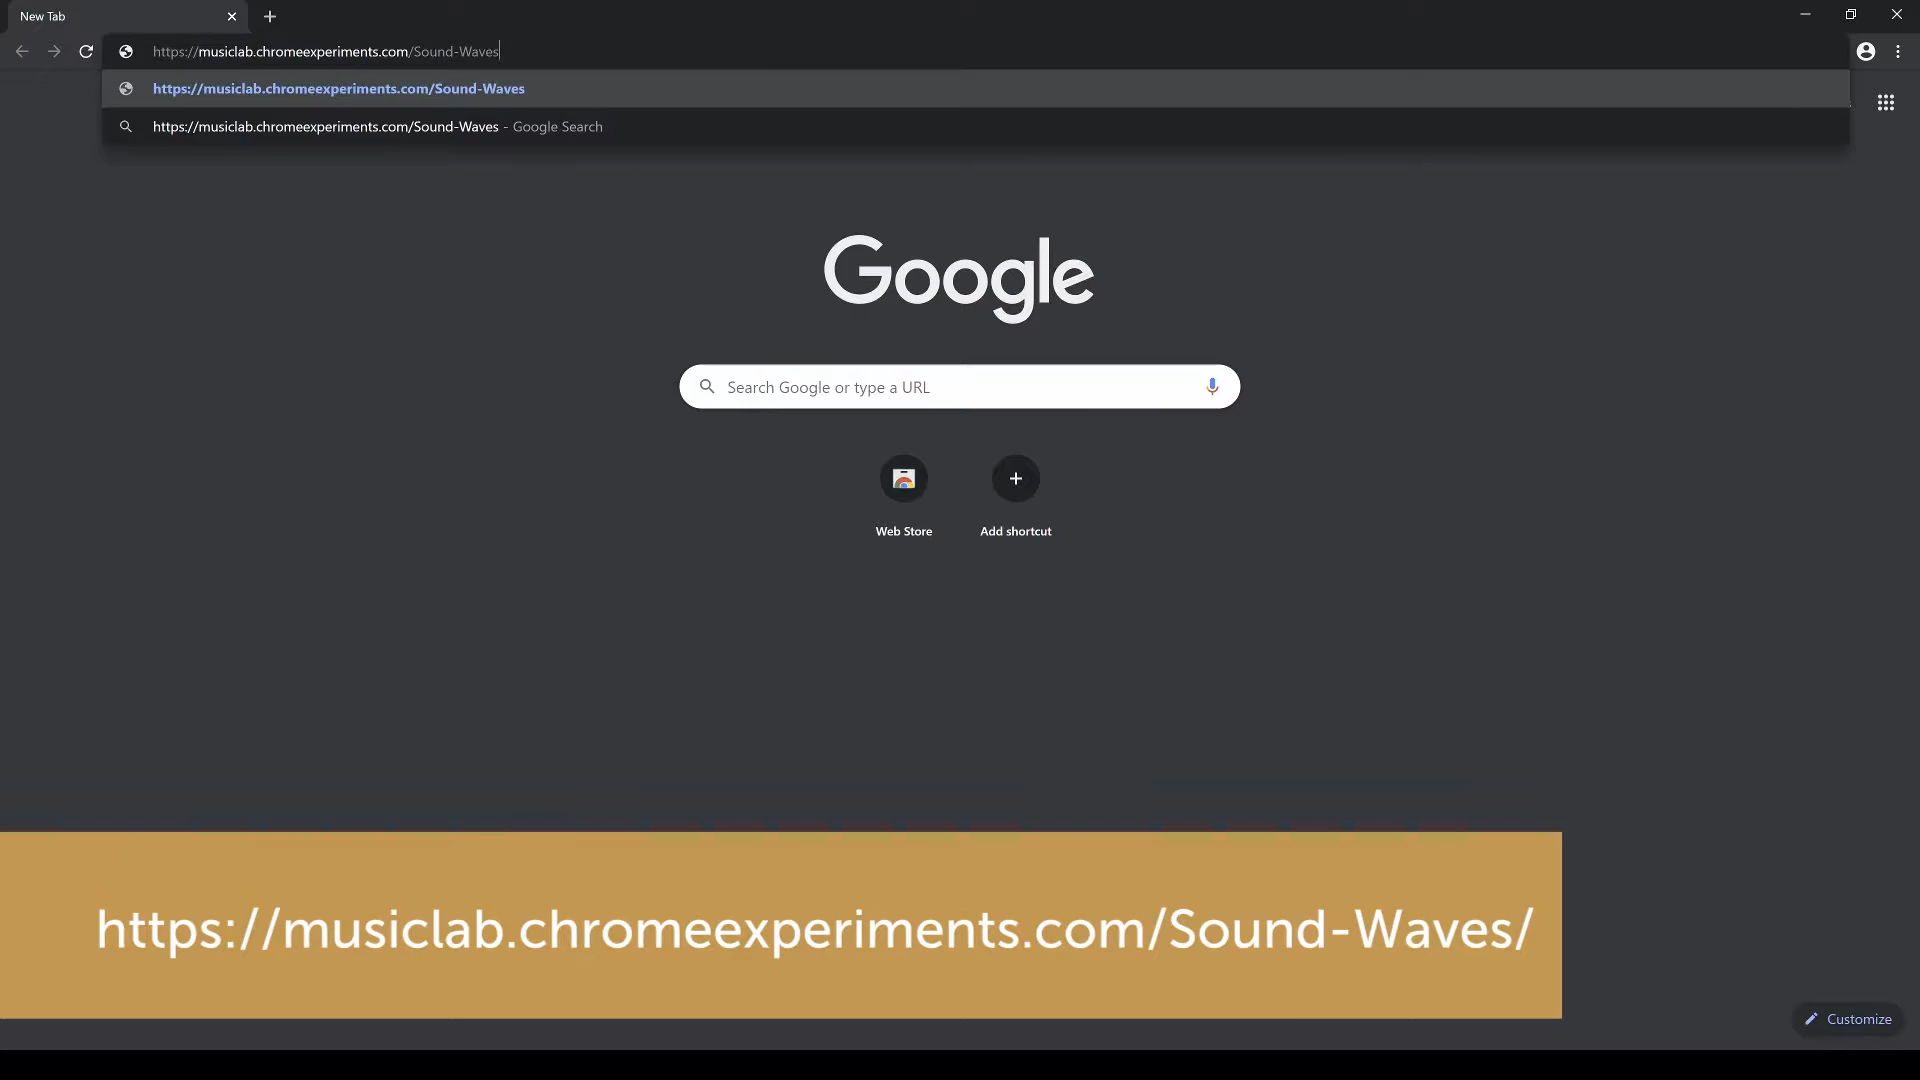 New Tab
https://musiclab.chromeexperiments.com/Sound-Waves
https://musiclab.chromeexperiments.com/Sound-Waves
https://musiclab.chromeexperiments.com/Sound-Waves - Google Search
Google
Search Google or type a URL
Web Store
Add shortcut
https://musiclab.chromeexperiments.com/Sound-Waves/
Customize